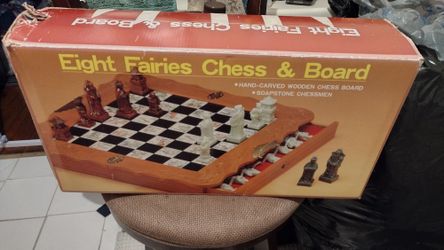 Eight Fairies Chess & Board
Eight Fairies Chess & Board
• HAND-CARVED WOODEN CHESS BOARD
• SOAPSTONE CHESSMEN